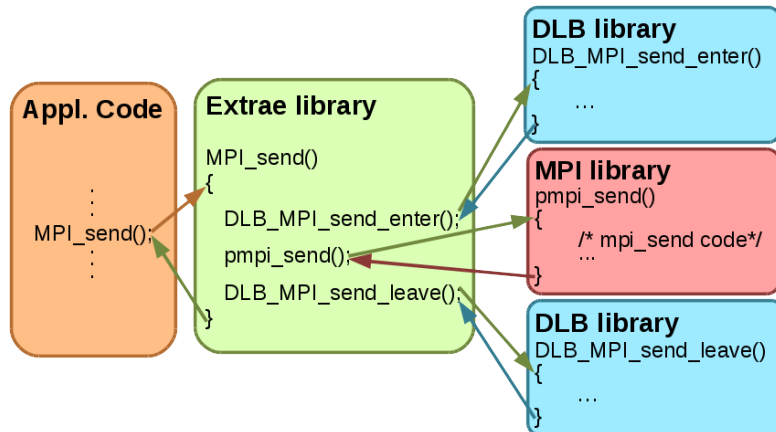 Appl. Code
.
.
.
MPI_send();
.
.
.
Extrae library
MPI_send()
{
DLB_MPI_send_enter();
pmpi_send();
DLB_MPI_send_leave();
}
DLB library
DLB_MPI_send_enter()
{
...
}
MPI library
pmpi_send()
{
/* mpi_send code*/
...
}
DLB library
DLB_MPI_send_leave()
{
...
}